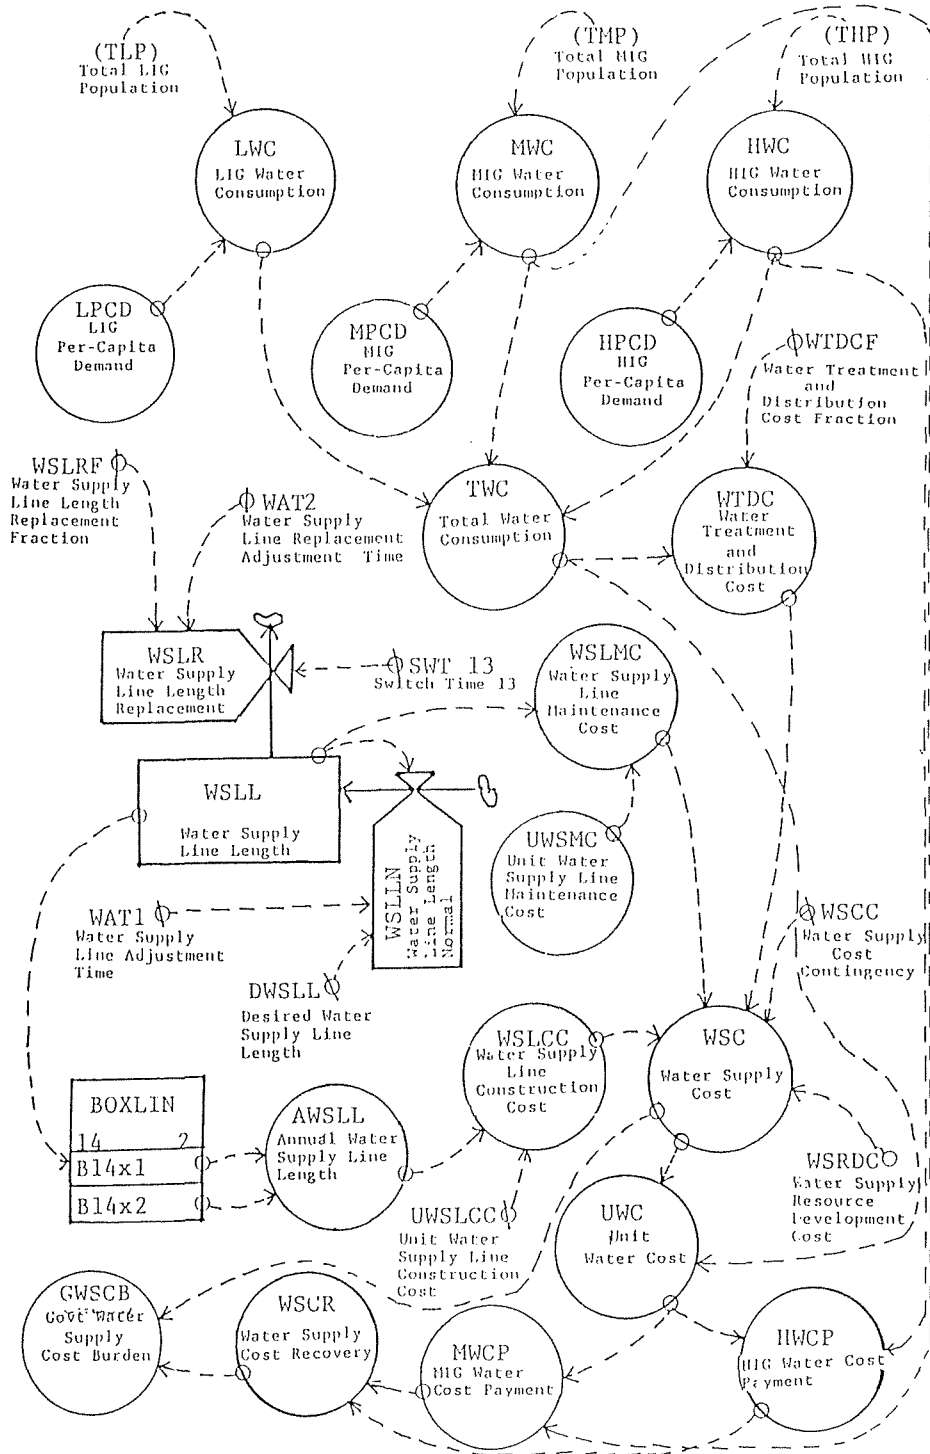 (TLP)
Total LIG
Population
(TMP)
Total MIG
Population
(THP)
Total HIG
Population
LWC
LIG Water
Consumption
MWC
MIG Water
Consumption
HWC
HIG Water
Consumption
LPCD
LIG
Per-Capita
Demand
MPCD
MIG
Per-Capita
Demand
HPCD
HIG
Per-Capita
Demand
WTDCF
Water Treatment
and
Distribution
Cost Fraction
WSLRF
Water Supply
Line Length
Replacement
Fraction
WAT2
Water Supply
Line Replacement
Adjustment Time
TWC
Total Water
Consumption
WTDC
Water
Treatment
and
Distribution
Cost
WSLR
Water Supply
Line Length
Replacement
SWT 13
Switch Time 13
WSLMC
Water Supply
Line
Maintenance
Cost
WSLL
Water Supply
Line Length
WSLLN
Water Supply
Line Length
Normal
UWSMC
Unit Water
Supply Line
Maintenance
Cost
WAT1
Water Supply
Line Adjustment
Time
WSCC
Water Supply
Cost
Contingency
DWSLL
Desired Water
Supply Line
Length
WSLCC
Water Supply
Line
Construction
Cost
WSC
Water Supply
Cost
BOXLIN
14 2
B14x1
B14x2
AWSLL
Annual Water
Supply Line
Length
WSRDC
Water Supply
Resource
Development
Cost
UWSLCC
Unit Water
Supply Line
Construction
Cost
UWC
Unit
Water Cost
GWSCB
Govt Water
Supply
Cost Burden
WSCR
Water Supply
Cost Recovery
MWCP
MIG Water
Cost Payment
HWCP
HIG Water Cost
Payment